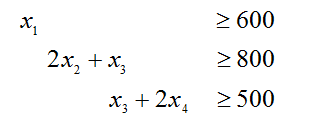 x₁ ≥ 600
2x₂ + x₃ ≥ 800
x₃ + 2x₄ ≥ 500